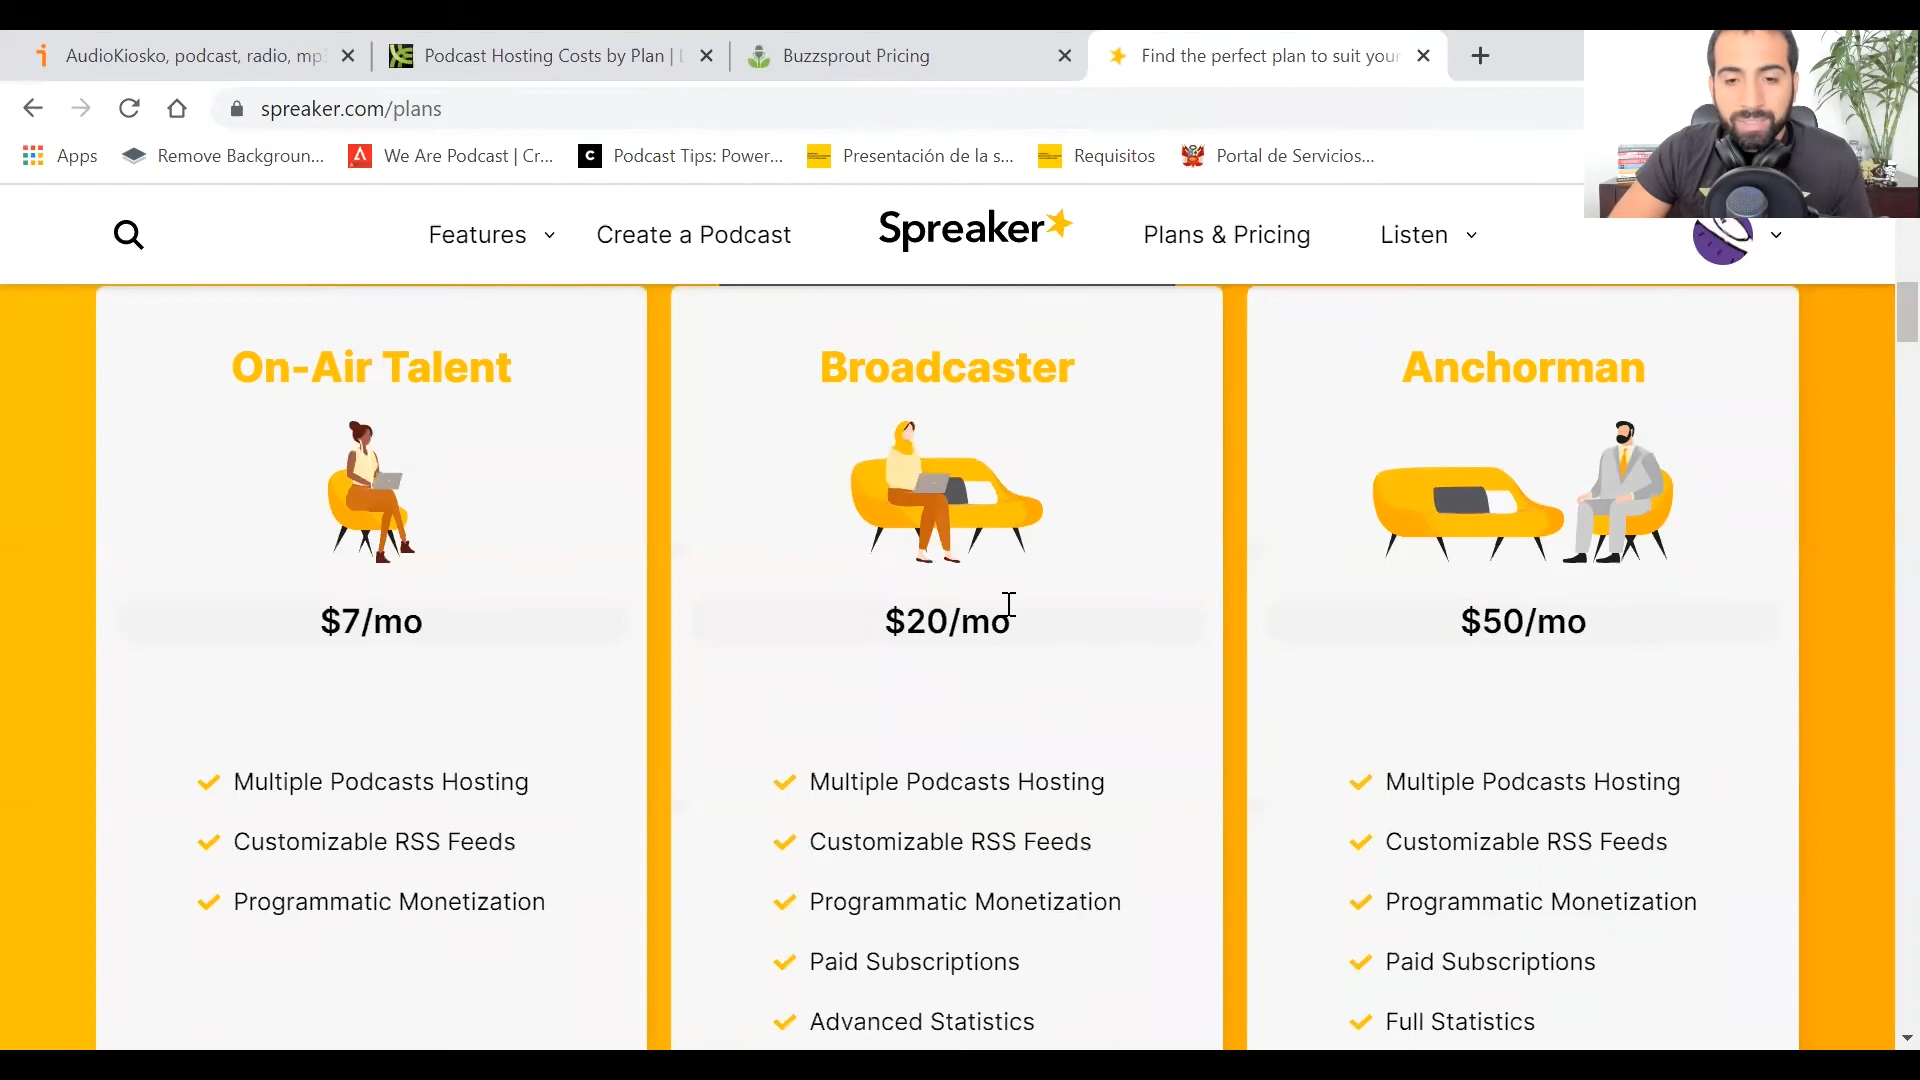 AudioKiosko, podcast, radio, mp3
Podcast Hosting Costs by Plan | L
Buzzsprout Pricing
Find the perfect plan to suit your
spreaker.com/plans
Apps
Remove Backgroun...
We Are Podcast | Cr...
Podcast Tips: Power...
Presentación de la s...
Requisitos
Portal de Servicios...
Features
Create a Podcast
Spreaker
Plans & Pricing
Listen
On-Air Talent
$7/mo
Multiple Podcasts Hosting
Customizable RSS Feeds
Programmatic Monetization
Broadcaster
$20/mo
Multiple Podcasts Hosting
Customizable RSS Feeds
Programmatic Monetization
Paid Subscriptions
Advanced Statistics
Anchorman
$50/mo
Multiple Podcasts Hosting
Customizable RSS Feeds
Programmatic Monetization
Paid Subscriptions
Full Statistics